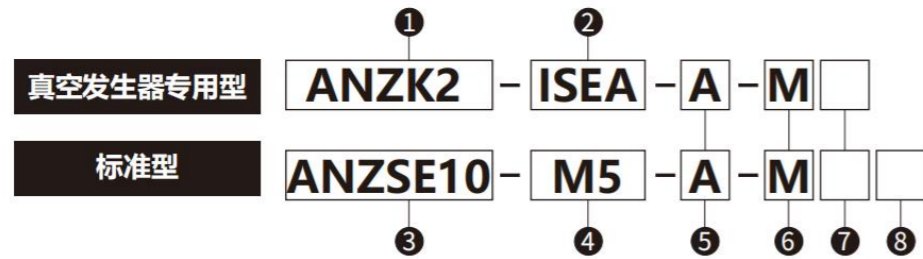 ❶ ❷
真空发生器专用型 ANZK2 - ISEA - A - M
标准型 ANZSE10 - M5 - A - M
❸ ❹ ❺ ❻ ❼ ❽